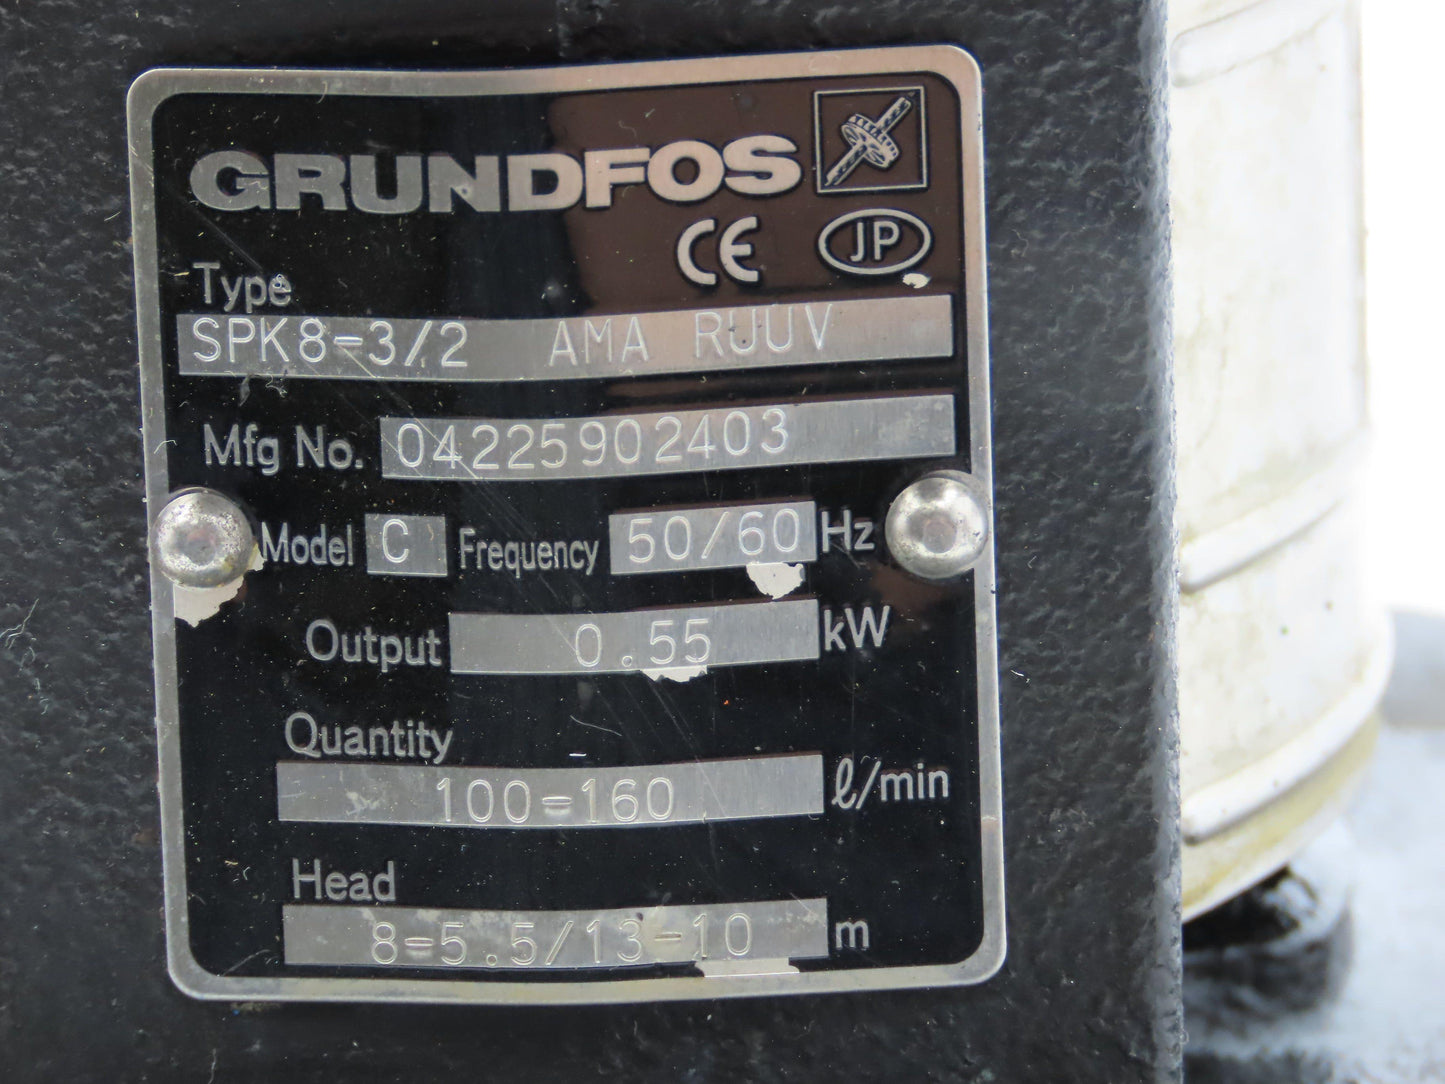 GRUNDFOS
CE JP
Type
SPK8-3/2 AMA RUUV
Mfg No. 04225902403
Model C Frequency 50/60 Hz
Output 0.55 kW
Quantity
100-160 ℓ/min
Head
8-5.5/13-10 m